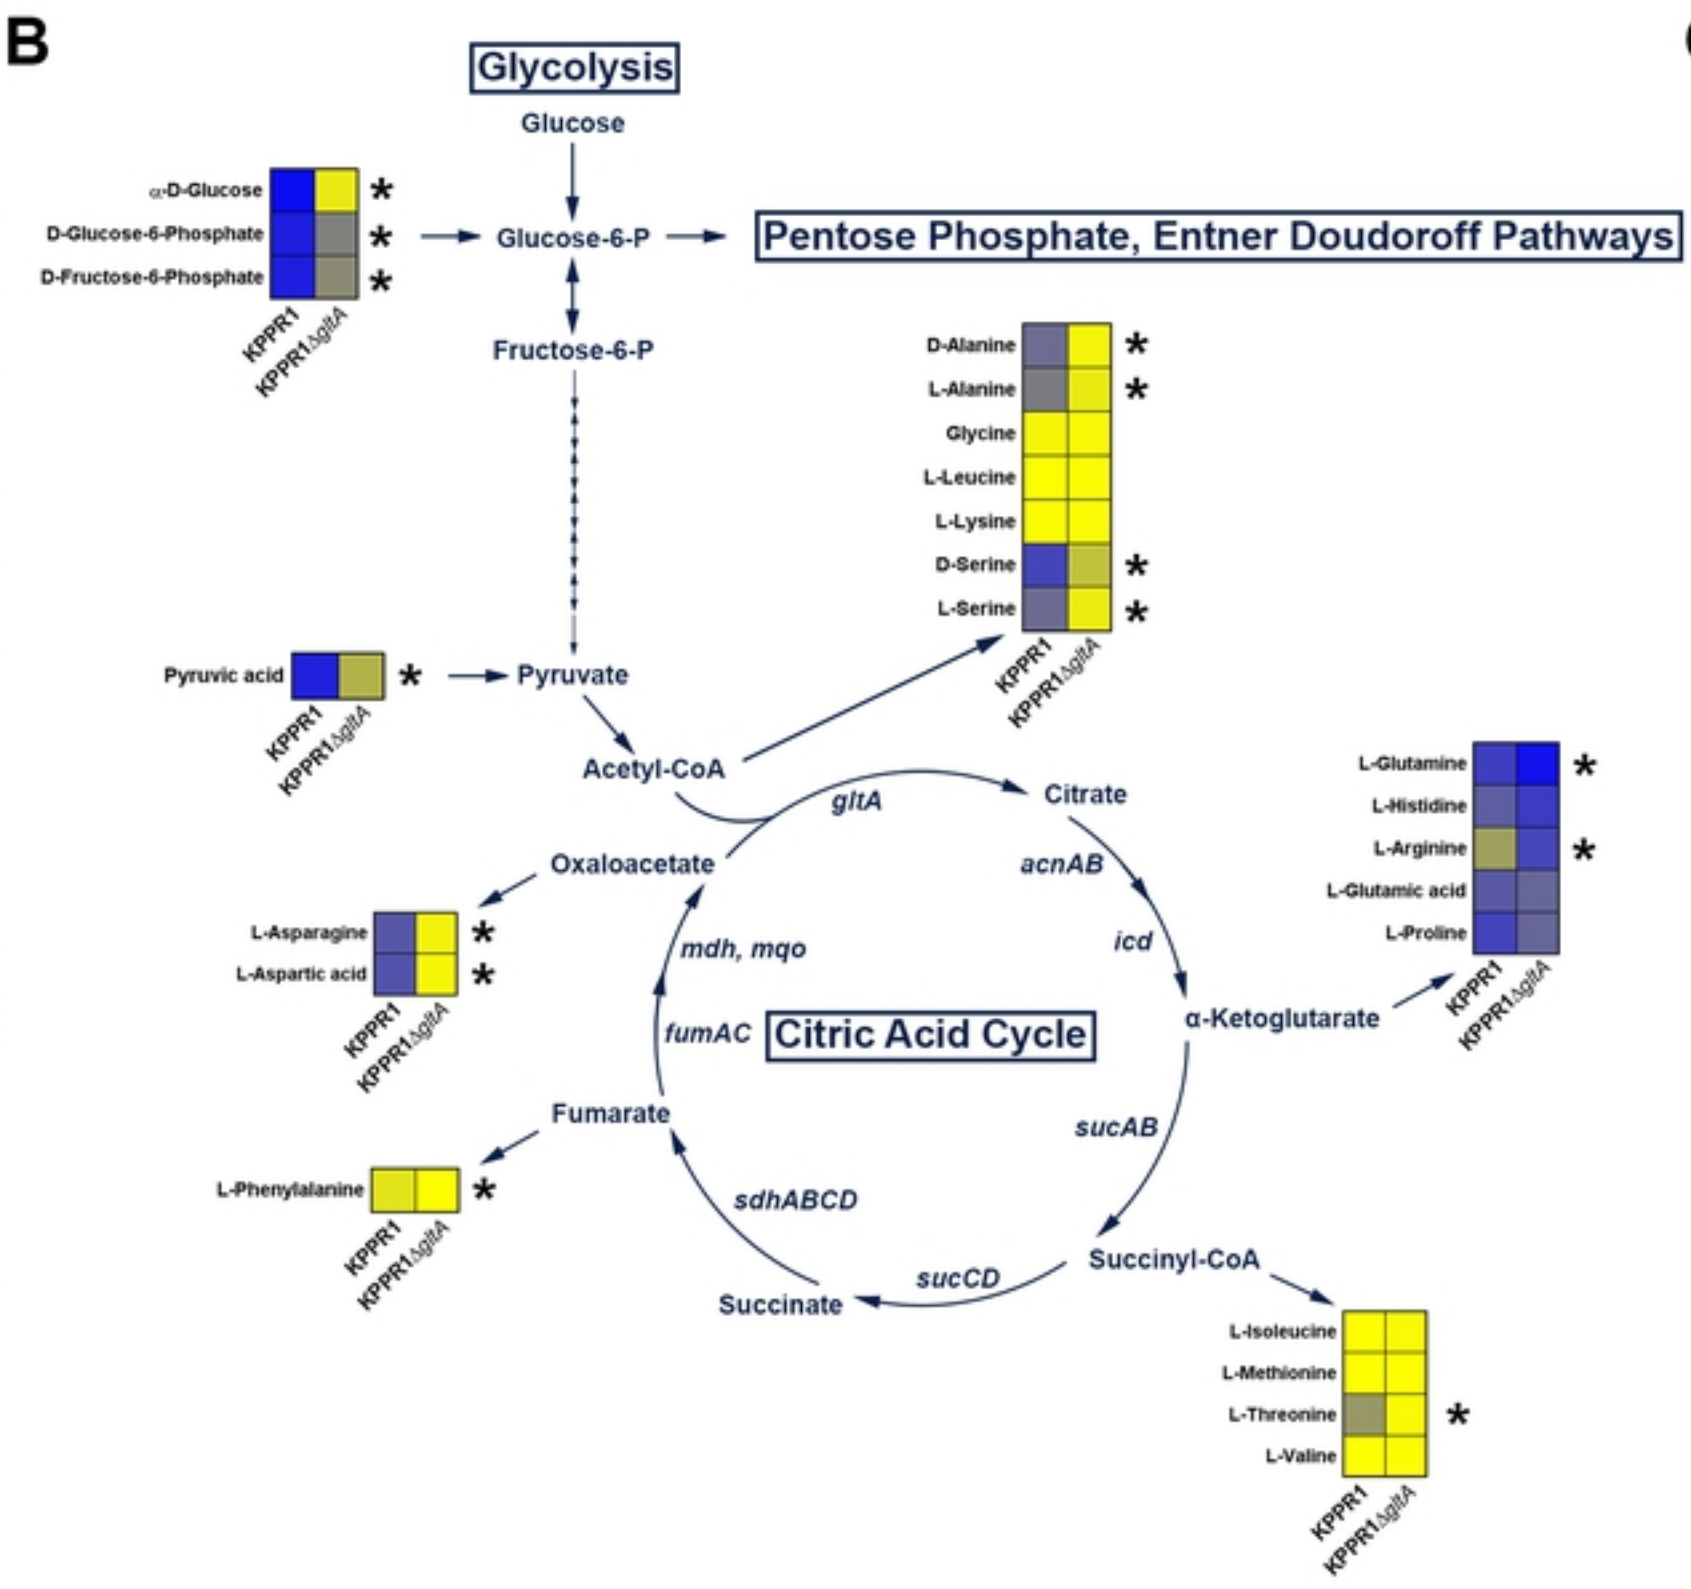 B
Glycolysis
Glucose
α-D-Glucose *
D-Glucose-6-Phosphate *
D-Fructose-6-Phosphate *
KPPR1
KPPR1ΔgltA
Glucose-6-P
Pentose Phosphate, Entner Doudoroff Pathways
Fructose-6-P
D-Alanine *
L-Alanine *
Glycine
L-Leucine
L-Lysine
D-Serine *
L-Serine *
KPPR1
KPPR1ΔgltA
Pyruvic acid *
KPPR1
KPPR1ΔgltA
Pyruvate
Acetyl-CoA
gltA
Citrate
L-Glutamine *
L-Histidine
L-Arginine *
L-Glutamic acid
L-Proline
KPPR1
KPPR1ΔgltA
Oxaloacetate
acnAB
L-Asparagine *
L-Aspartic acid *
KPPR1
KPPR1ΔgltA
mdh, mqo
icd
α-Ketoglutarate
fumAC
Citric Acid Cycle
Fumarate
sucAB
L-Phenylalanine *
KPPR1
KPPR1ΔgltA
sdhABCD
Succinyl-CoA
sucCD
Succinate
L-Isoleucine
L-Methionine
L-Threonine *
L-Valine
KPPR1
KPPR1ΔgltA